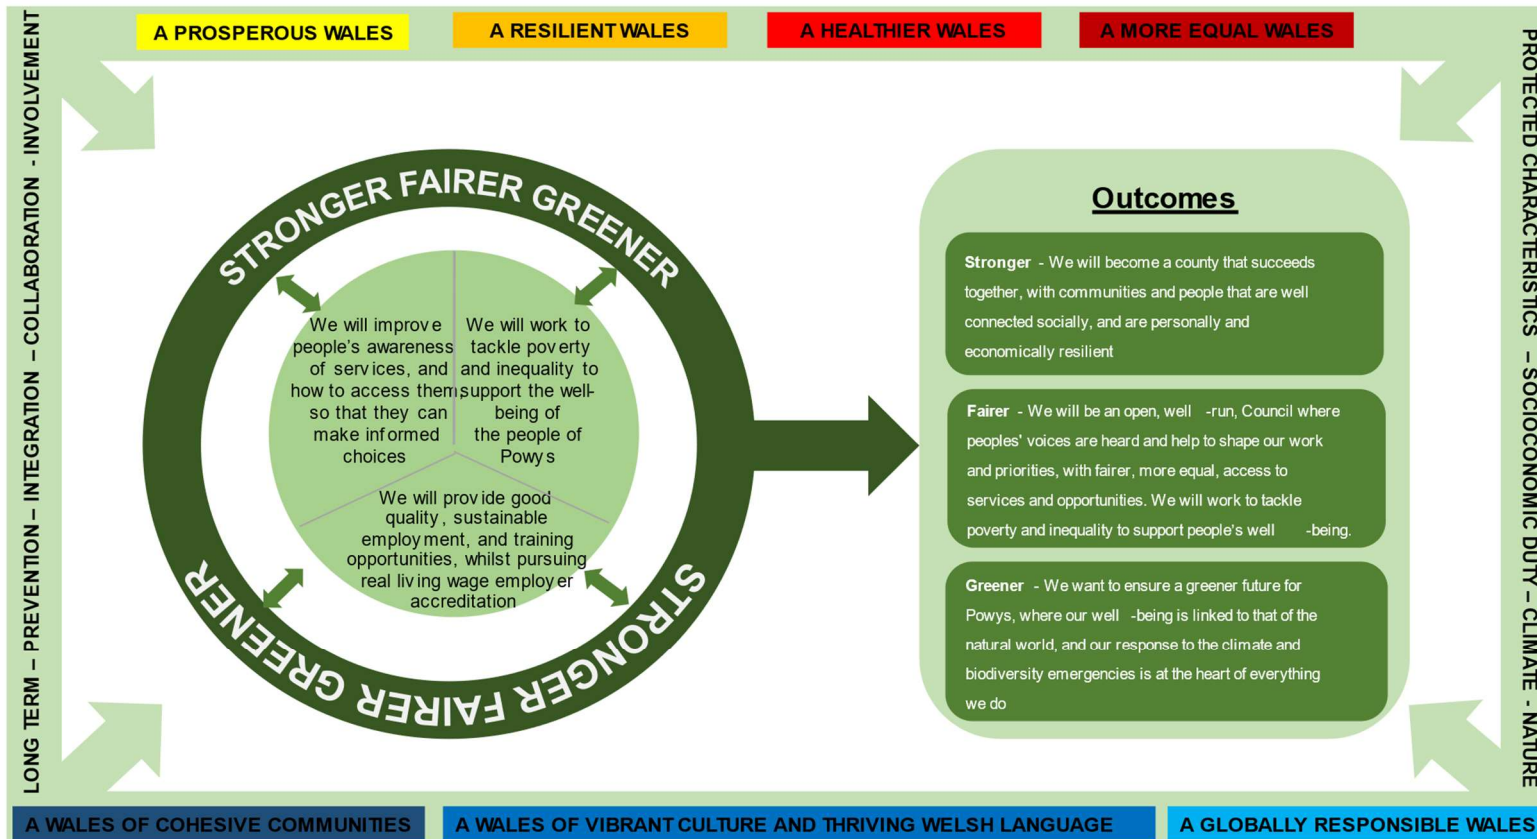 A PROSPEROUS WALES
A RESILIENT WALES
A HEALTHIER WALES
A MORE EQUAL WALES
LONG TERM – PREVENTION – INTEGRATION – COLLABORATION - INVOLVEMENT
STRONGER FAIRER GREENER
We will improve
people's awareness
of services, and
how to access them,
so that they can
make informed
choices
We will work to
tackle poverty
and inequality to
support the well-
being of
the people of
Powys
We will provide good
quality, sustainable
employment, and training
opportunities, whilst pursuing
real living wage employer
accreditation
STRONGER FAIRER GREENER
Outcomes
Stronger - We will become a county that succeeds
together, with communities and people that are well
connected socially, and are personally and
economically resilient
Fairer - We will be an open, well -run, Council where
peoples' voices are heard and help to shape our work
and priorities, with fairer, more equal, access to
services and opportunities. We will work to tackle
poverty and inequality to support people's well -being.
Greener - We want to ensure a greener future for
Powys, where our well -being is linked to that of the
natural world, and our response to the climate and
biodiversity emergencies is at the heart of everything
we do
PROTECTED CHARACTERISTICS – SOCIOECONOMIC DUTY – CLIMATE - NATURE
A WALES OF COHESIVE COMMUNITIES
A WALES OF VIBRANT CULTURE AND THRIVING WELSH LANGUAGE
A GLOBALLY RESPONSIBLE WALES